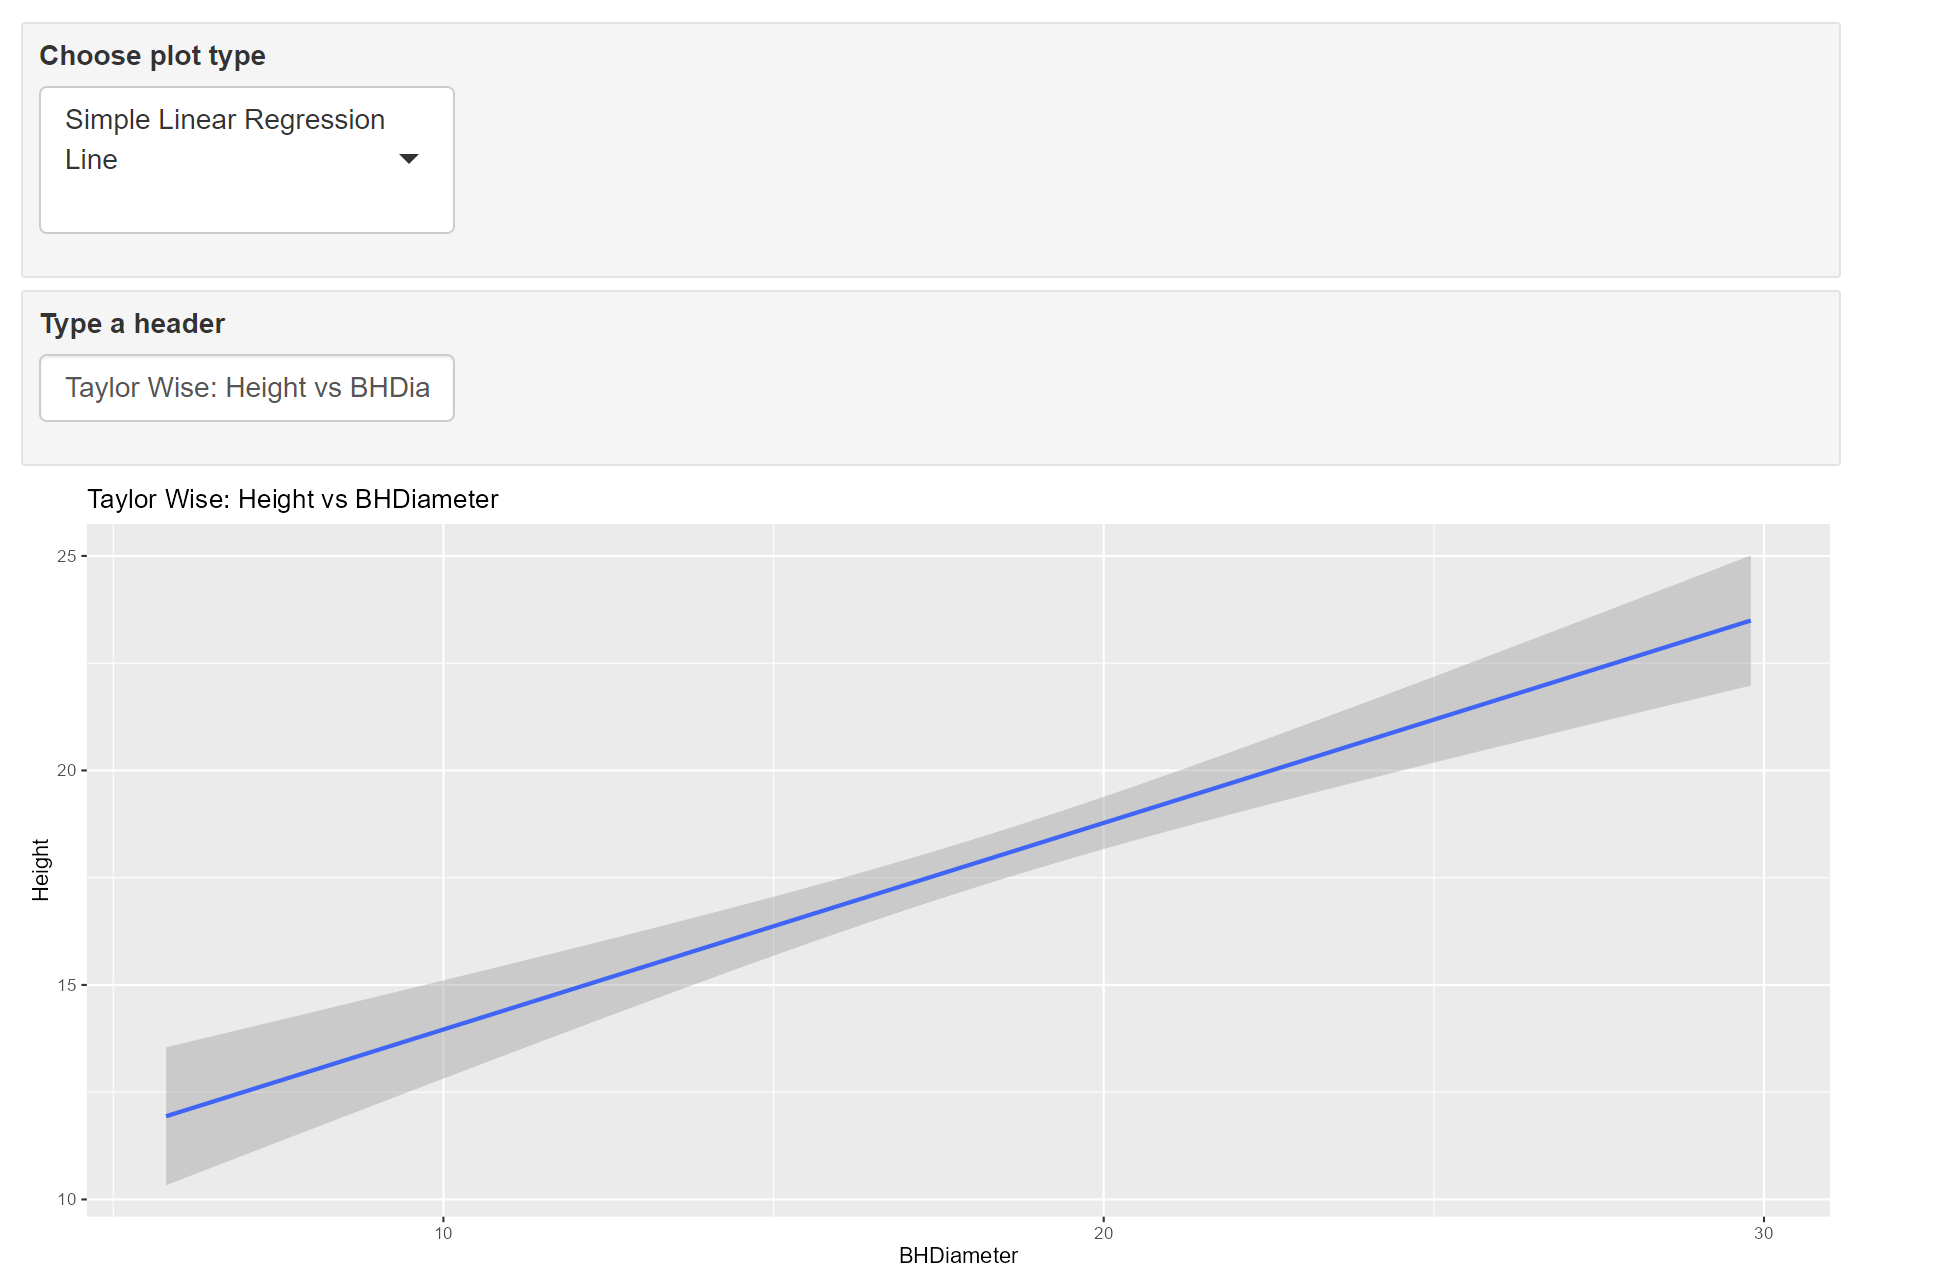 Choose plot type
Simple Linear Regression
Line
Type a header
Taylor Wise: Height vs BHDia
Taylor Wise: Height vs BHDiameter
25
20
15
10
Height
10 20 30
BHDiameter